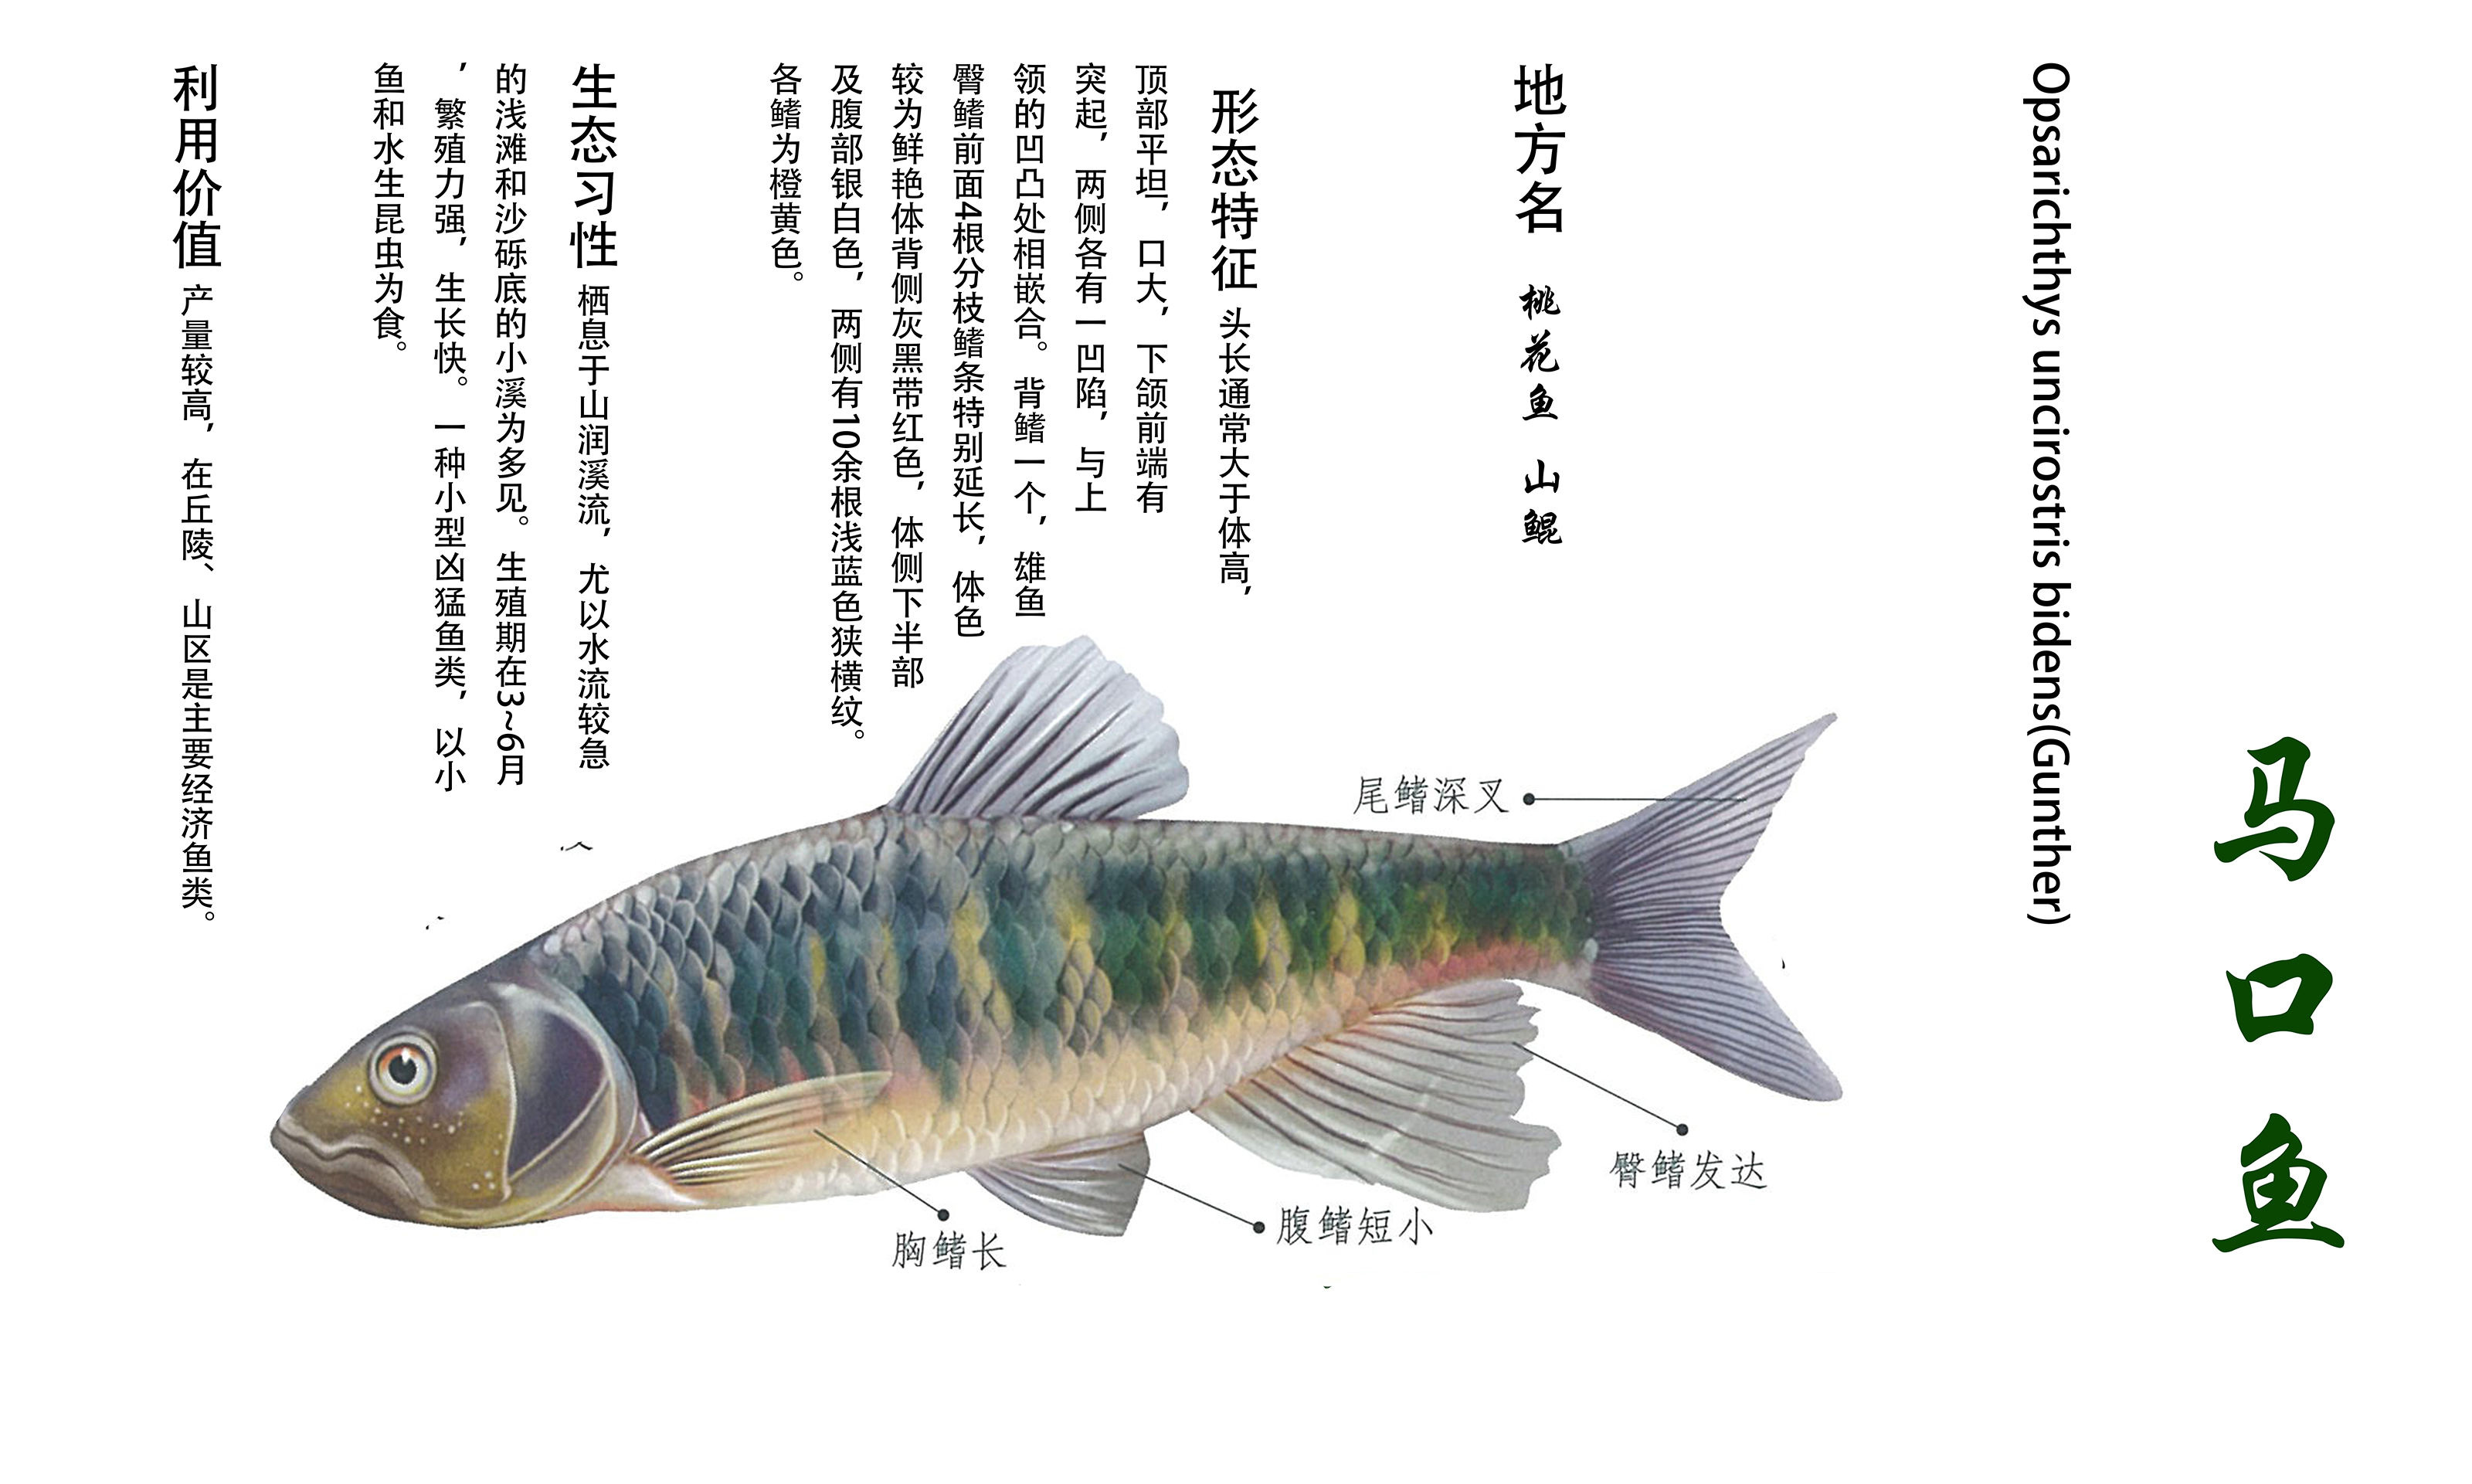 马口鱼
Opsarichthys uncirostris bidens(Gunther)
地方名 桃花鱼 山鲲
形态特征 头长通常大于体高，
顶部平坦，口大，下颌前端有
突起，两侧各有一凹陷，与上
领的凹凸处相嵌合。背鳍一个，雄鱼
臀鳍前面4根分枝鳍条特别延长，体色
较为鲜艳体背侧灰黑带红色，体侧下半部
及腹部银白色，两侧有10余根浅蓝色狭横纹。
各鳍为橙黄色。
生态习性 栖息于山润溪流，尤以水流较急
的浅滩和沙砾底的小溪为多见。生殖期在3~6月
，繁殖力强，生长快。一种小型凶猛鱼类，以小
鱼和水生昆虫为食。
利用价值 产量较高，在丘陵、山区是主要经济鱼类。
尾鳍深叉
臀鳍发达
腹鳍短小
胸鳍长